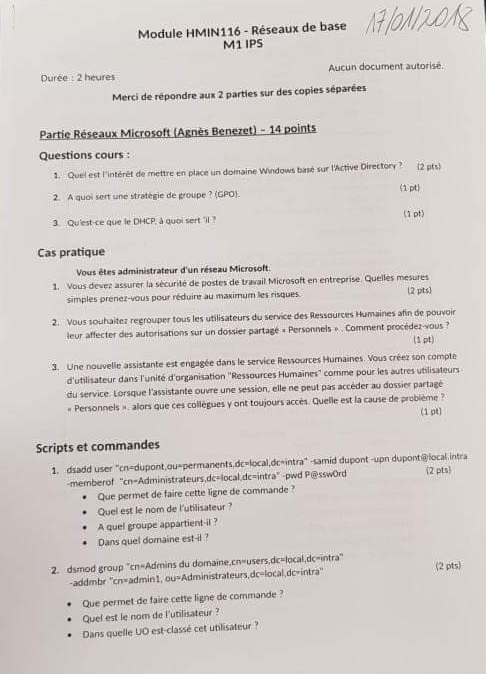 17/01/2018
Module HMIN116 - Réseaux de base
M1 IPS
Durée : 2 heures
Aucun document autorisé.
Merci de répondre aux 2 parties sur des copies séparées
Partie Réseaux Microsoft (Agnès Benezet) - 14 points
Questions cours :
1. Quel est l'intérêt de mettre en place un domaine Windows basé sur l'Active Directory ? (2 pts)
2. A quoi sert une stratégie de groupe ? (GPO). (1 pt)
3. Qu'est-ce que le DHCP, à quoi sert 'il ? (1 pt)
Cas pratique
Vous êtes administrateur d'un réseau Microsoft.
1. Vous devez assurer la sécurité de postes de travail Microsoft en entreprise. Quelles mesures
simples prenez-vous pour réduire au maximum les risques. (2 pts)
2. Vous souhaitez regrouper tous les utilisateurs du service des Ressources Humaines afin de pouvoir
leur affecter des autorisations sur un dossier partagé « Personnels » . Comment procédez-vous ?
(1 pt)
3. Une nouvelle assistante est engagée dans le service Ressources Humaines. Vous créez son compte
d'utilisateur dans l'unité d'organisation "Ressources Humaines" comme pour les autres utilisateurs
du service. Lorsque l'assistante ouvre une session, elle ne peut pas accéder au dossier partagé
« Personnels », alors que ces collègues y ont toujours accès. Quelle est la cause de problème ?
(1 pt)
Scripts et commandes
1. dsadd user "cn=dupont,ou=permanents,dc=local,dc=intra" -samid dupont -upn dupont@local.intra
-memberof "cn=Administrateurs,dc=local,dc=intra" -pwd P@ssw0rd (2 pts)
• Que permet de faire cette ligne de commande ?
• Quel est le nom de l'utilisateur ?
• A quel groupe appartient-il ?
• Dans quel domaine est-il ?
2. dsmod group "cn=Admins du domaine,cn=users,dc=local,dc=intra"
-addmbr "cn=admin1, ou=Administrateurs,dc=local,dc=intra" (2 pts)
• Que permet de faire cette ligne de commande ?
• Quel est le nom de l'utilisateur ?
• Dans quelle UO est-classé cet utilisateur ?